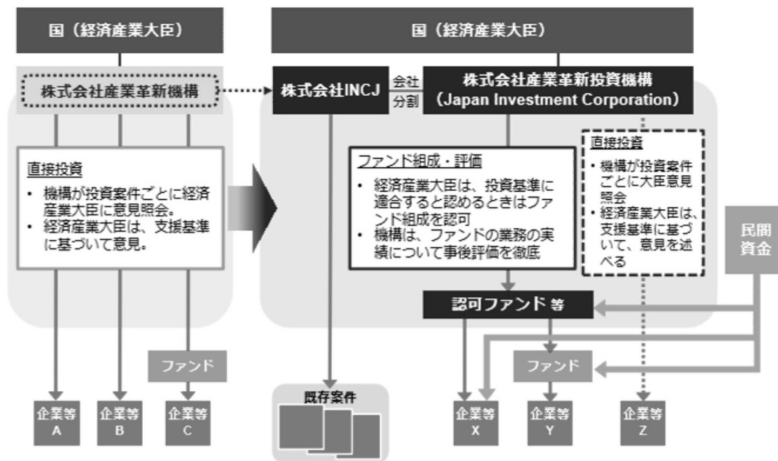 国（経済産業大臣）
株式会社産業革新機構
直接投資
• 機構が投資案件ごとに経済
産業大臣に意見照会。
• 経済産業大臣は、支援基準
に基づいて意見。
ファンド
企業等
A
企業等
B
企業等
C
国（経済産業大臣）
株式会社INCJ
会社
分割
株式会社産業革新投資機構
（Japan Investment Corporation）
ファンド組成・評価
• 経済産業大臣は、投資基準に
適合すると認めるときはファ
ンド組成を認可
• 機構は、ファンドの業務の実
績について事後評価を徹底
直接投資
• 機構が投資案件
ごとに大臣意見
照会
• 経済産業大臣は、
支援基準に基づ
いて、意見を述
べる
民間
資金
認可ファンド 等
ファンド
既存案件
企業等
X
企業等
Y
企業等
Z